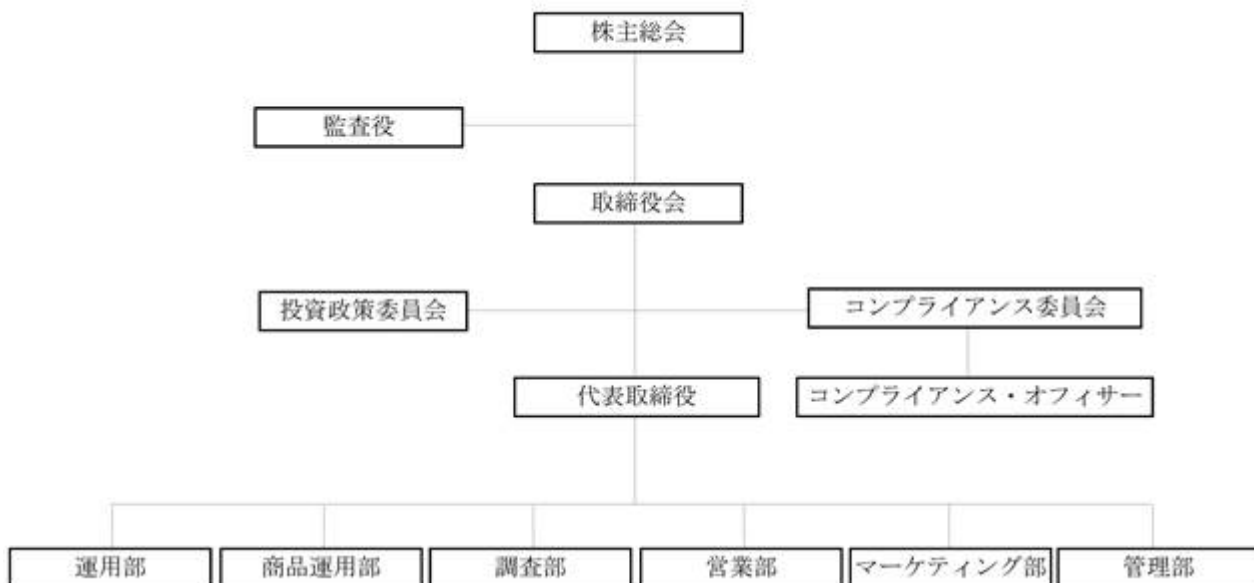 株主総会
監査役
取締役会
投資政策委員会
コンプライアンス委員会
代表取締役
コンプライアンス・オフィサー
運用部
商品運用部
調査部
営業部
マーケティング部
管理部